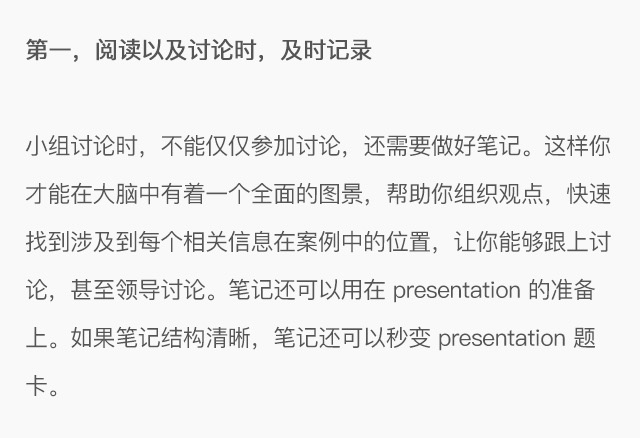 第一，阅读以及讨论时，及时记录
小组讨论时，不能仅仅参加讨论，还需要做好笔记。这样你
才能在大脑中有着一个全面的图景，帮助你组织观点，快速
找到涉及到每个相关信息在案例中的位置，让你能够跟上讨
论，甚至领导讨论。笔记还可以用在 presentation 的准备
上。如果笔记结构清晰，笔记还可以秒变 presentation 题
卡。